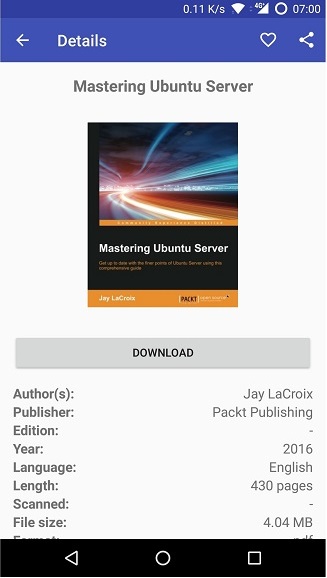 0.11 K/s 4G 07:00
Details
Mastering Ubuntu Server
Community Experience Distilled
Mastering Ubuntu Server
Get up to date with the finer points of Ubuntu Server using this
comprehensive guide
Jay LaCroix
[PACKT]
DOWNLOAD
Author(s): Jay LaCroix
Publisher: Packt Publishing
Edition: -
Year: 2016
Language: English
Length: 430 pages
Scanned: -
File size: 4.04 MB
Format: pdf